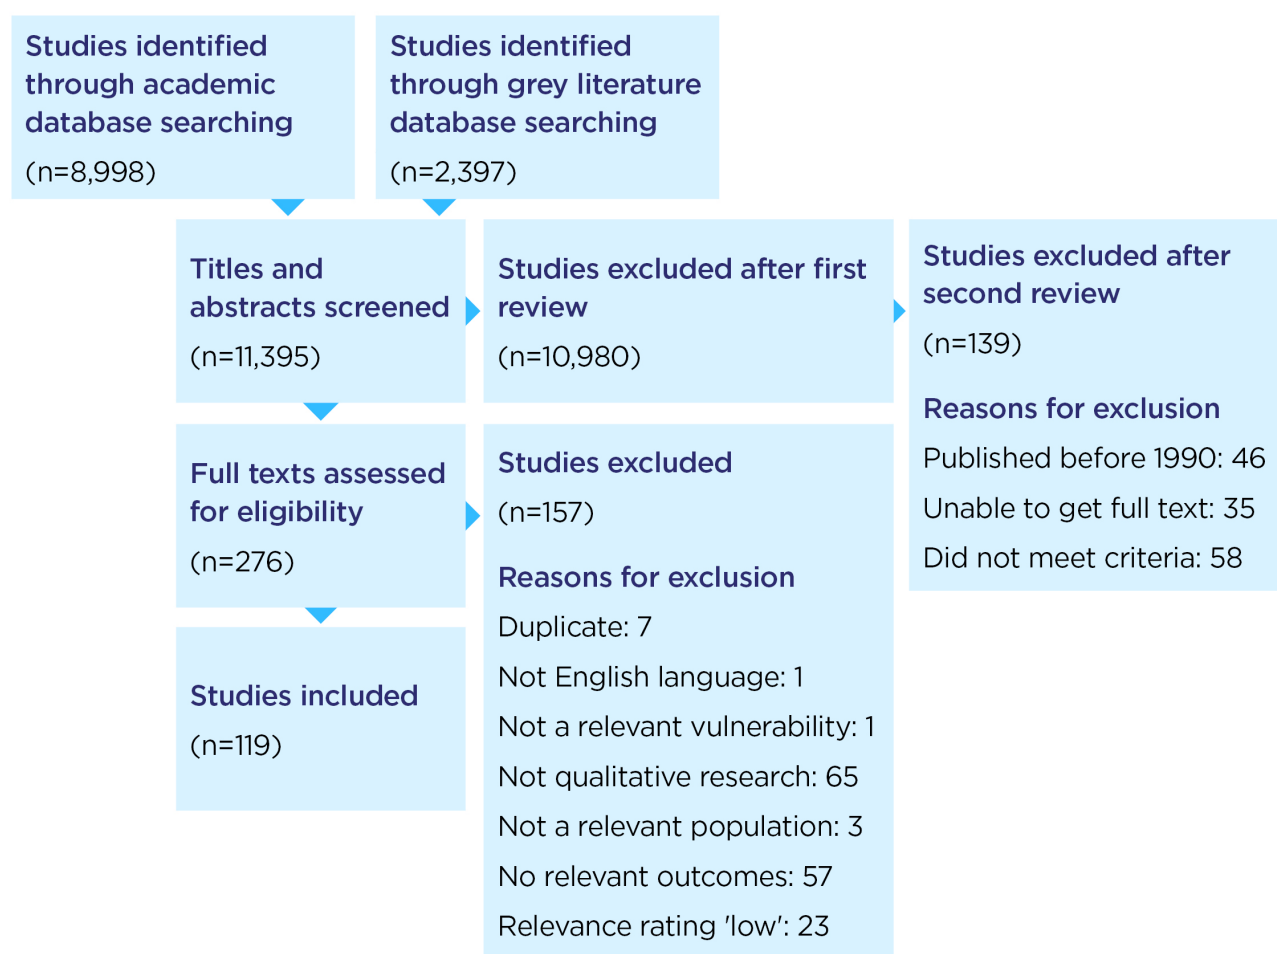 Studies identified
through academic
database searching
(n=8,998)
Studies identified
through grey literature
database searching
(n=2,397)
Titles and
abstracts screened
(n=11,395)
Studies excluded after first
review
(n=10,980)
Studies excluded after
second review
(n=139)
Reasons for exclusion
Published before 1990: 46
Unable to get full text: 35
Did not meet criteria: 58
Full texts assessed
for eligibility
(n=276)
Studies excluded
(n=157)
Reasons for exclusion
Duplicate: 7
Not English language: 1
Not a relevant vulnerability: 1
Not qualitative research: 65
Not a relevant population: 3
No relevant outcomes: 57
Relevance rating 'low': 23
Studies included
(n=119)